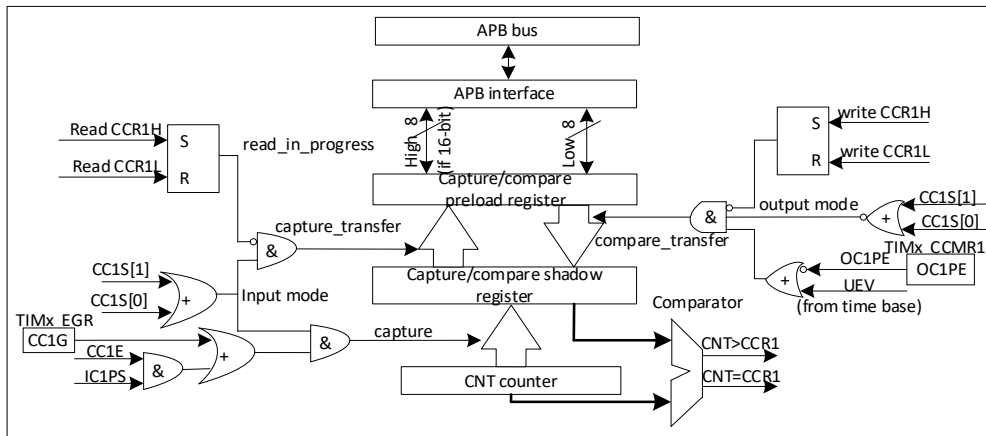 APB bus
APB interface
High 8
(if 16-bit)
Low 8
Read CCR1H
Read CCR1L
S
R
read_in_progress
S
R
write CCR1H
write CCR1L
Capture/compare
preload register
&
capture_transfer
&
compare_transfer
output mode
+
CC1S[1]
CC1S[0]
TIMx_CCMR1
OC1PE
OC1PE
+
UEV
(from time base)
CC1S[1]
CC1S[0]
+
Input mode
Capture/compare shadow
register
Comparator
TIMx_EGR
CC1G
CC1E
IC1PS
&
+
&
capture
CNT counter
CNT>CCR1
CNT=CCR1